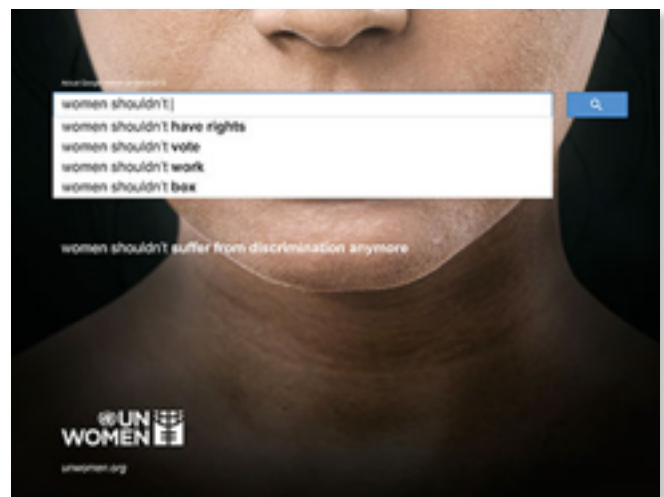 women shouldn't
women shouldn't have rights
women shouldn't vote
women shouldn't work
women shouldn't box
women shouldn't suffer from discrimination anymore
UN
WOMEN
unwomen.org